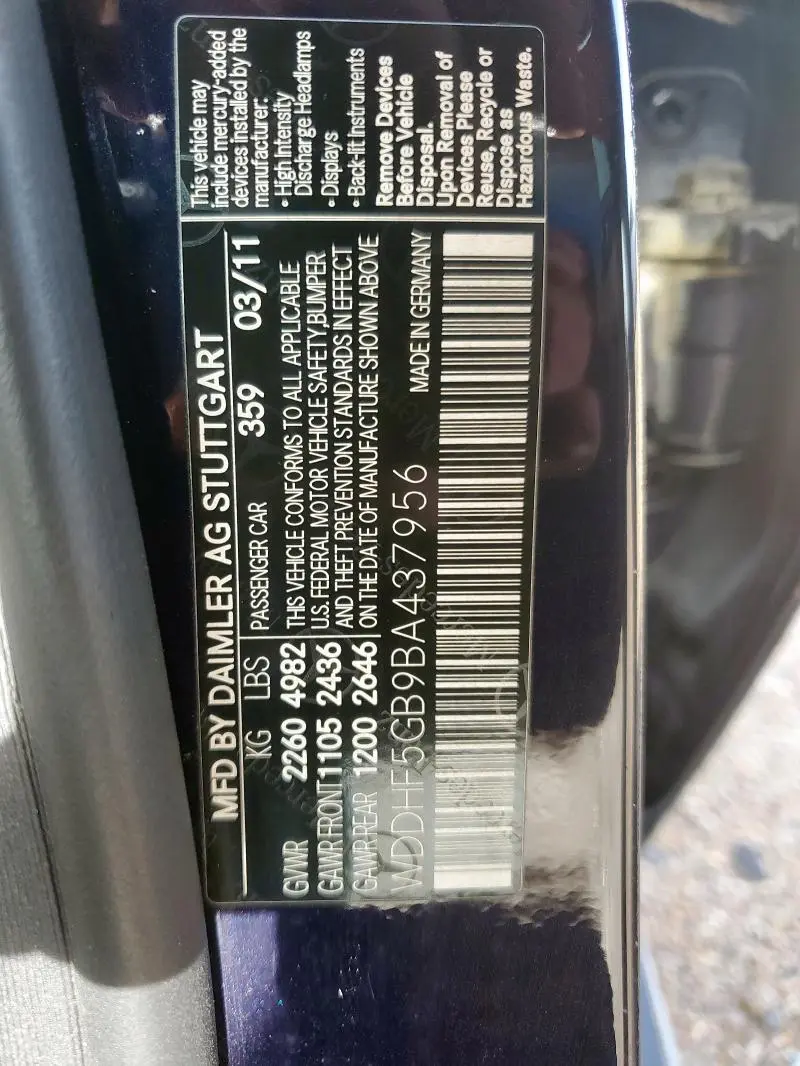 MFD BY DAIMLER AG STUTTGART
KG LBS PASSENGER CAR 359 03/11
GVWR 2260 4982 THIS VEHICLE CONFORMS TO ALL APPLICABLE
GAWR FRONT 1105 2436 U.S. FEDERAL MOTOR VEHICLE SAFETY,BUMPER
AND THEFT PREVENTION STANDARDS IN EFFECT
GAWR REAR 1200 2646 ON THE DATE OF MANUFACTURE SHOWN ABOVE
WDDHF5GB9BA437956 MADE IN GERMANY
This vehicle may
include mercury-added
devices installed by the
manufacturer:
• High Intensity
Discharge Headlamps
• Displays
• Back-lit Instruments
Remove Devices
Before Vehicle
Disposal.
Upon Removal of
Devices Please
Reuse, Recycle or
Dispose as
Hazardous Waste.